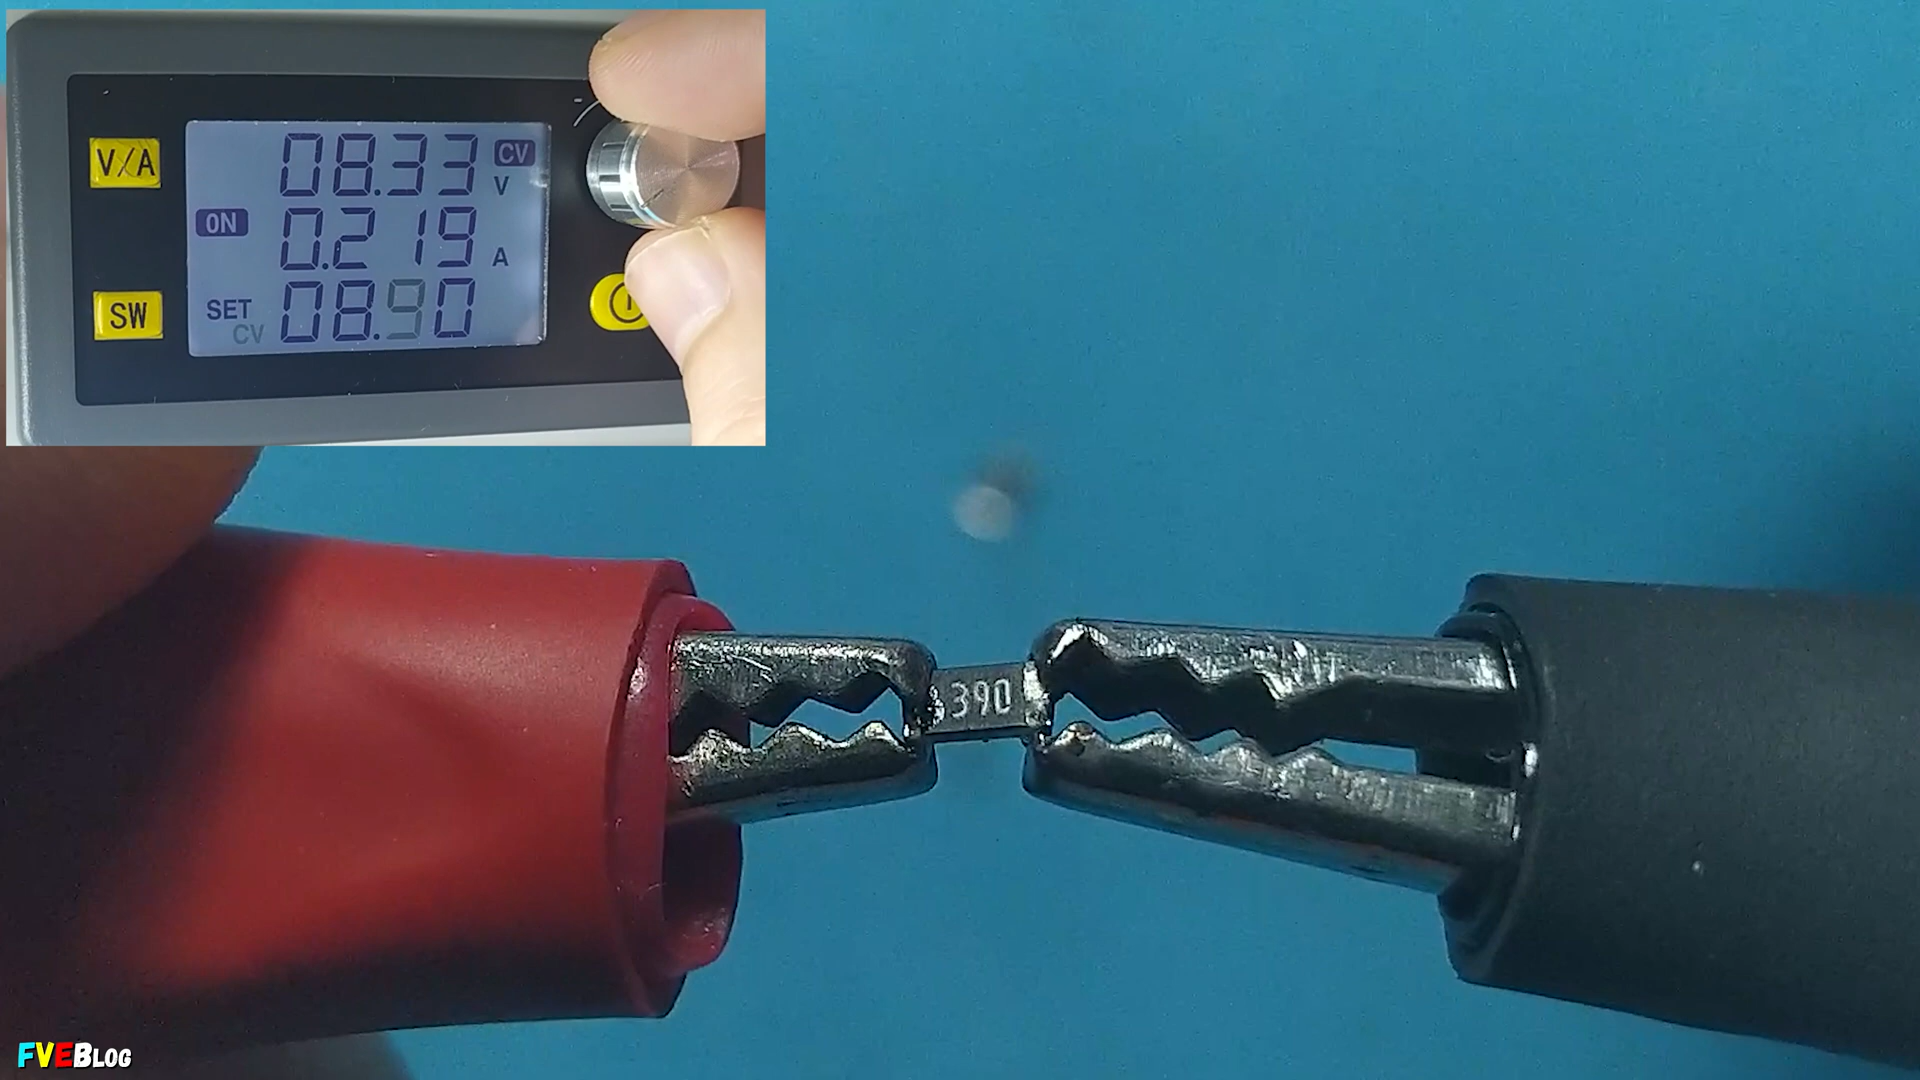 V/A
08.33 CV
V
ON
0.219 A
SW
SET
CV
08.90
390
FVEBlog